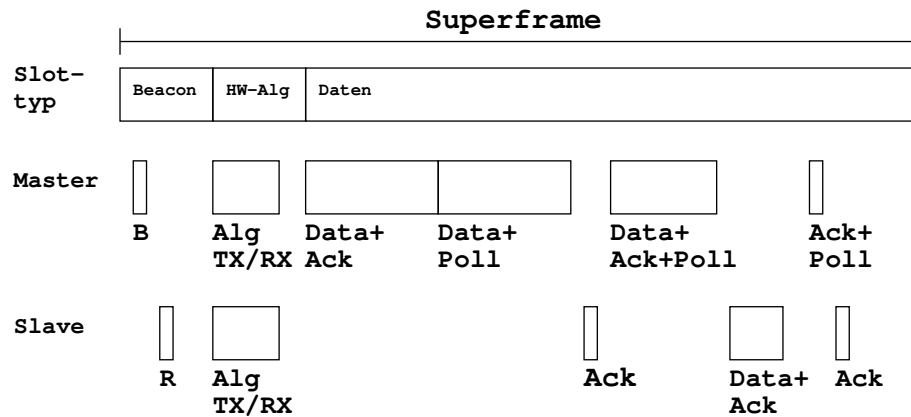 Superframe
Slot-
typ
Beacon HW-Alg Daten
Master
B Alg Data+ Data+ Data+ Ack+
TX/RX Ack Poll Ack+Poll Poll
Slave
R Alg Ack Data+ Ack
TX/RX Ack